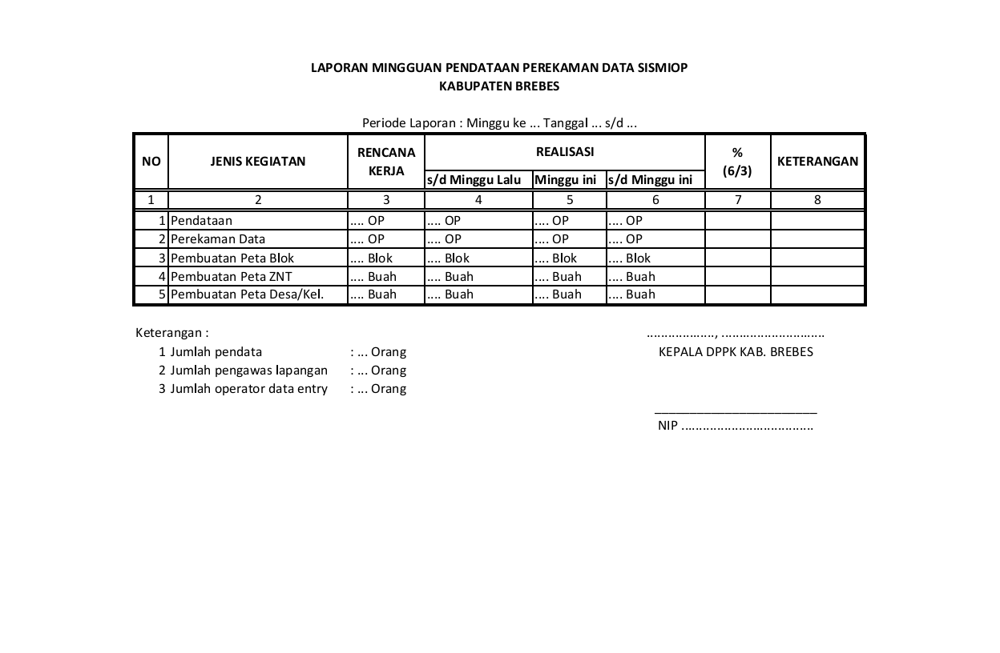 LAPORAN MINGGUAN PENDATAAN PEREKAMAN DATA SISMIOP
KABUPATEN BREBES
Periode Laporan : Minggu ke ... Tanggal ... s/d ...
NO JENIS KEGIATAN RENCANA KERJA REALISASI % (6/3) KETERANGAN
s/d Minggu Lalu Minggu ini s/d Minggu ini
1 2 3 4 5 6 7 8
1 Pendataan .... OP .... OP .... OP .... OP
2 Perekaman Data .... OP .... OP .... OP .... OP
3 Pembuatan Peta Blok .... Blok .... Blok .... Blok .... Blok
4 Pembuatan Peta ZNT .... Buah .... Buah .... Buah .... Buah
5 Pembuatan Peta Desa/Kel. .... Buah .... Buah .... Buah .... Buah
Keterangan :
1 Jumlah pendata : ... Orang
2 Jumlah pengawas lapangan : ... Orang
3 Jumlah operator data entry : ... Orang
..................., .............................
KEPALA DPPK KAB. BREBES
_______________________
NIP .....................................